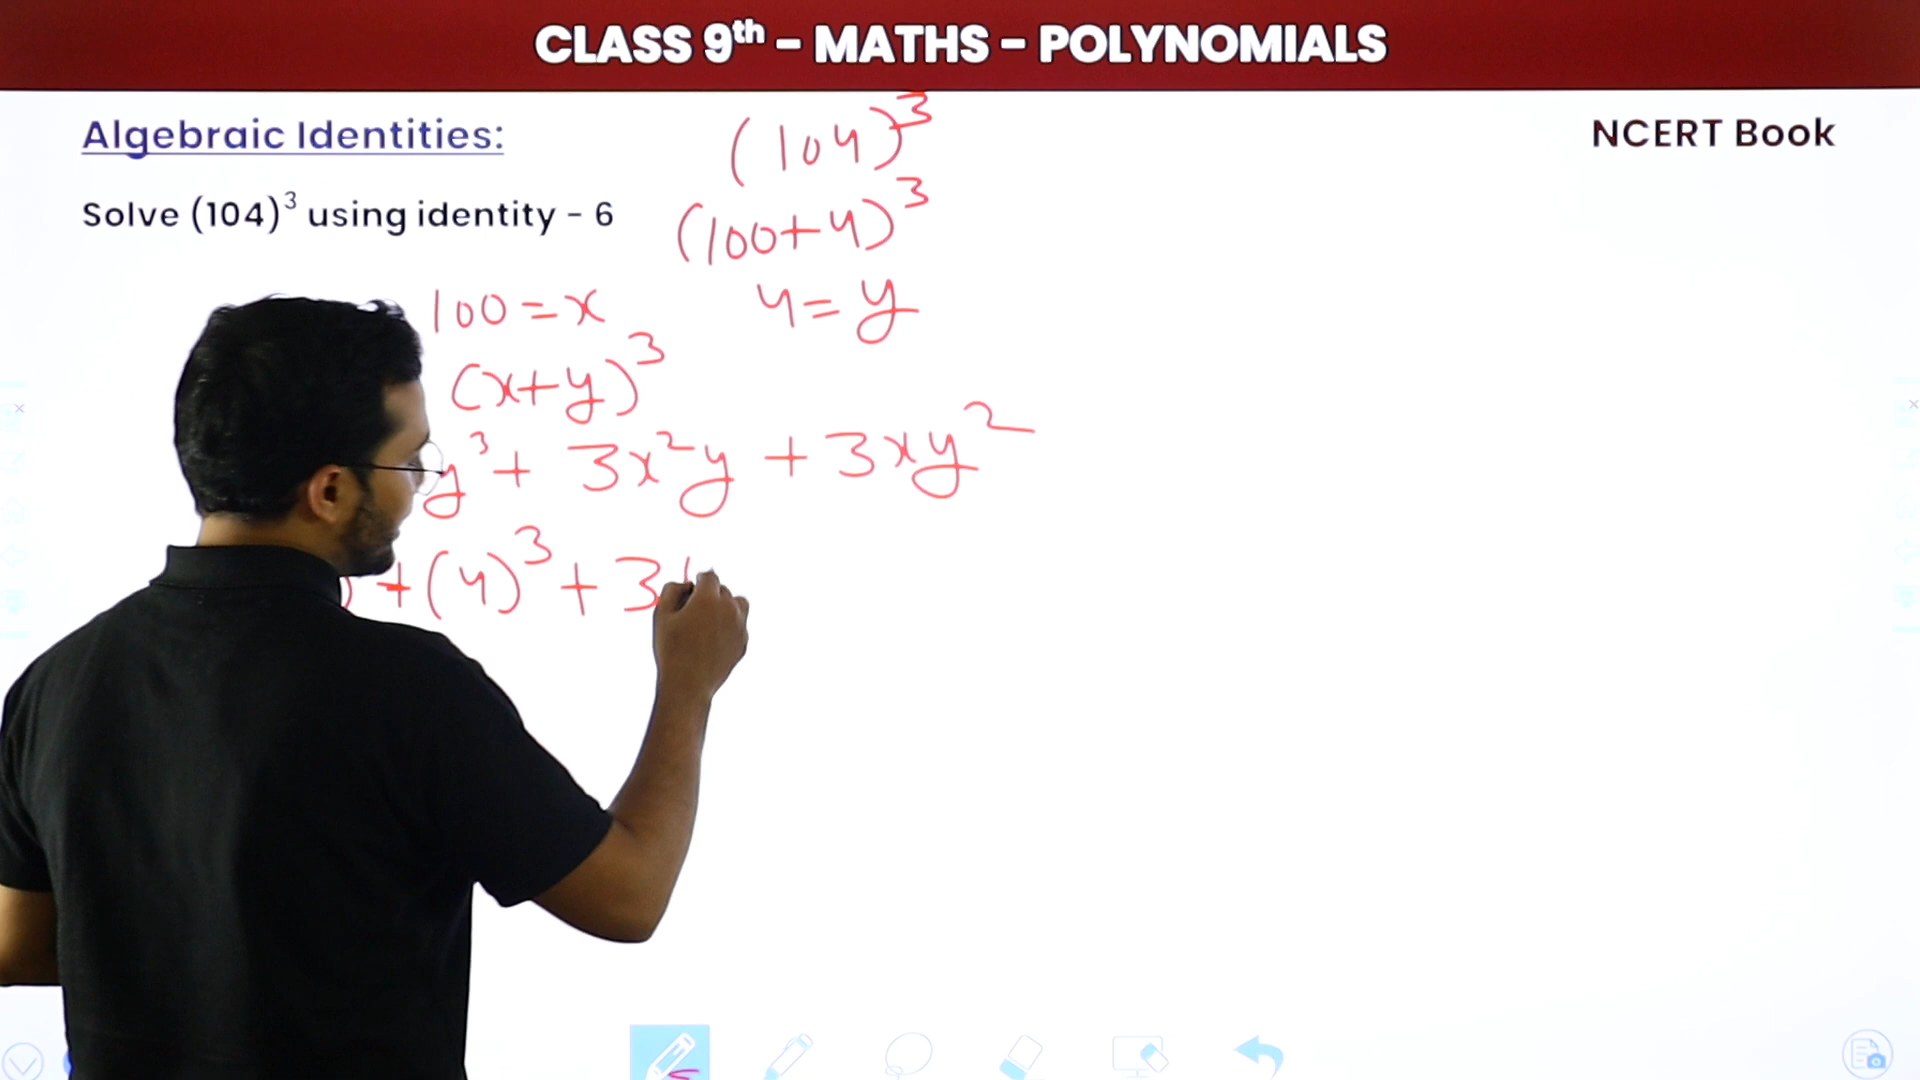 CLASS 9th - MATHS - POLYNOMIALS
Algebraic Identities:
NCERT Book
Solve (104)³ using identity - 6
(104)³
(100+4)³
100 = x 4 = y
(x+y)³
y³ + 3x²y + 3xy²
) + (4)³ + 3